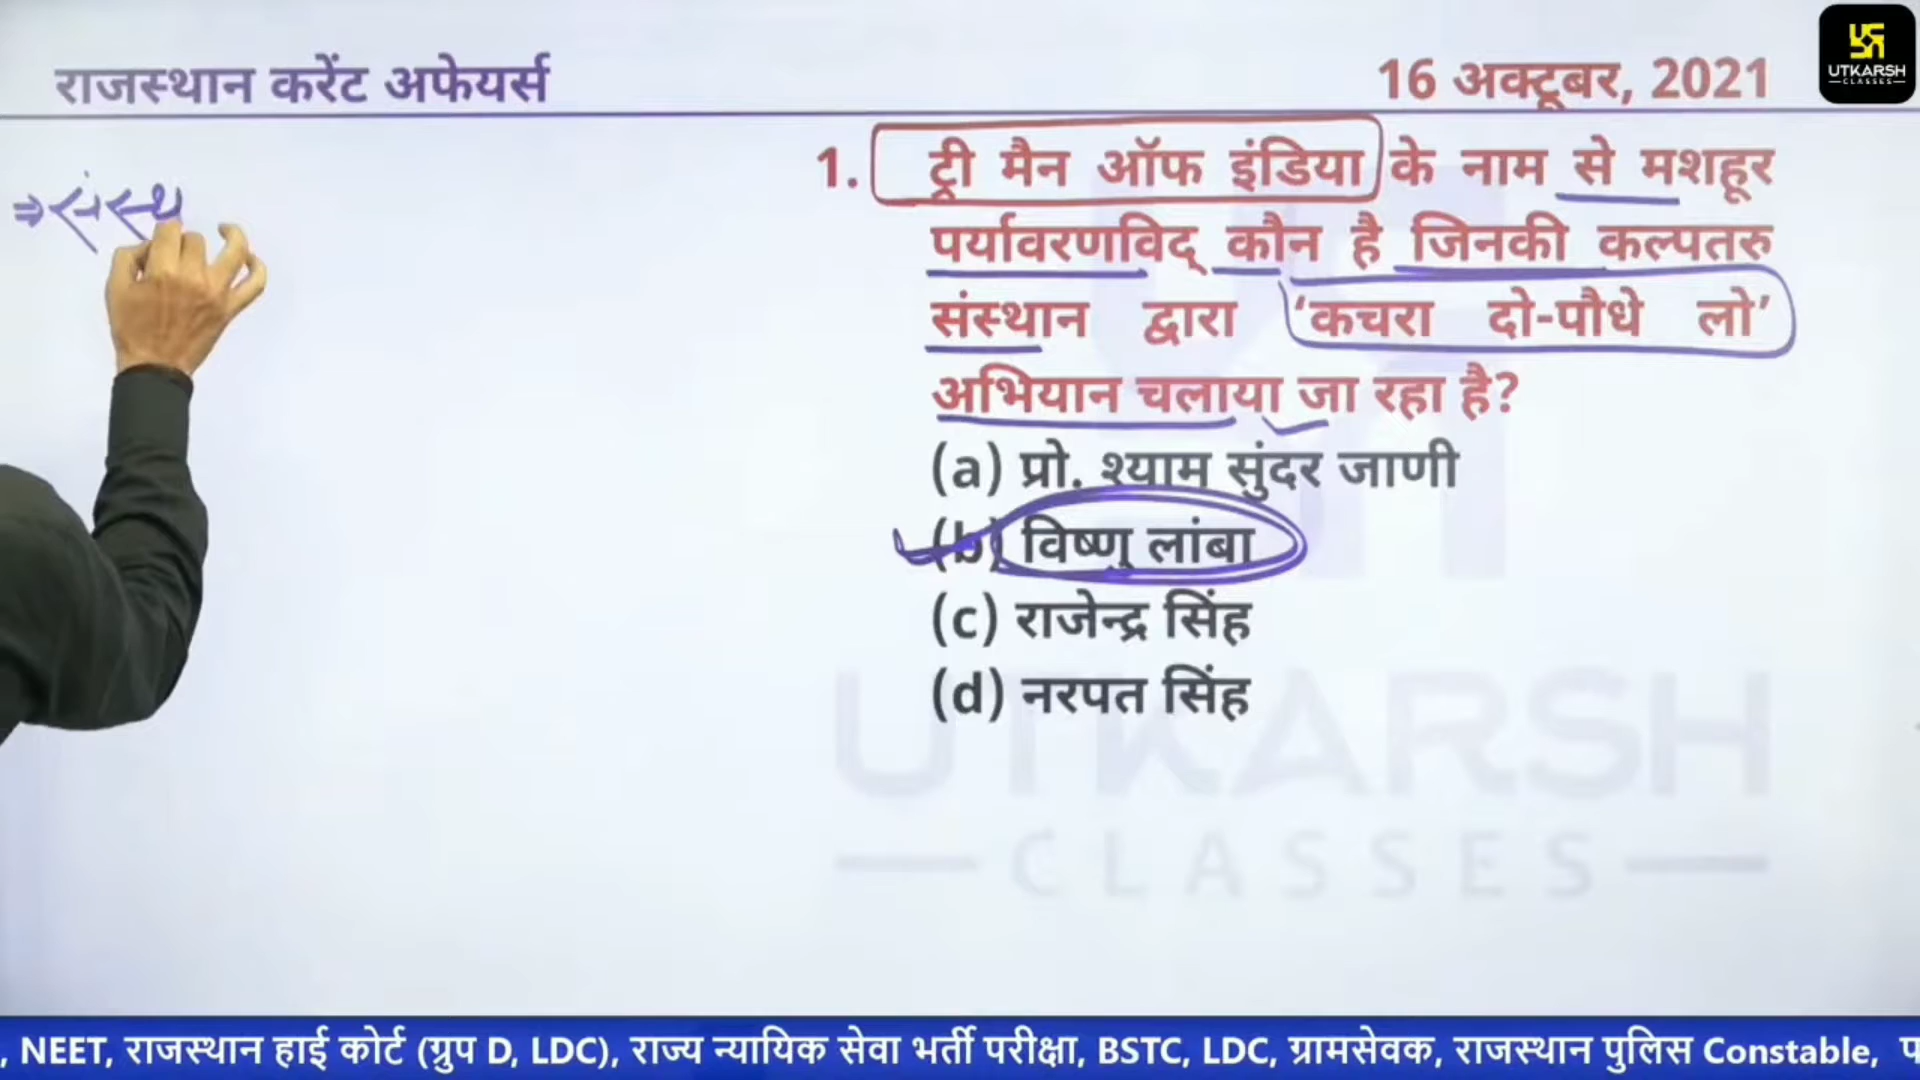 राजस्थान करेंट अफेयर्स
16 अक्टूबर, 2021
UTKARSH
CLASSES
1. ट्री मैन ऑफ इंडिया के नाम से मशहूर
पर्यावरणविद् कौन है जिनकी कल्पतरु
संस्थान द्वारा ‘कचरा दो-पौधे लो’
अभियान चलाया जा रहा है?
(a) प्रो. श्याम सुंदर जाणी
(b) विष्णु लांबा
(c) राजेन्द्र सिंह
(d) नरपत सिंह
UTKARSH
CLASSES
, NEET, राजस्थान हाई कोर्ट (ग्रुप D, LDC), राज्य न्यायिक सेवा भर्ती परीक्षा, BSTC, LDC, ग्रामसेवक, राजस्थान पुलिस Constable,